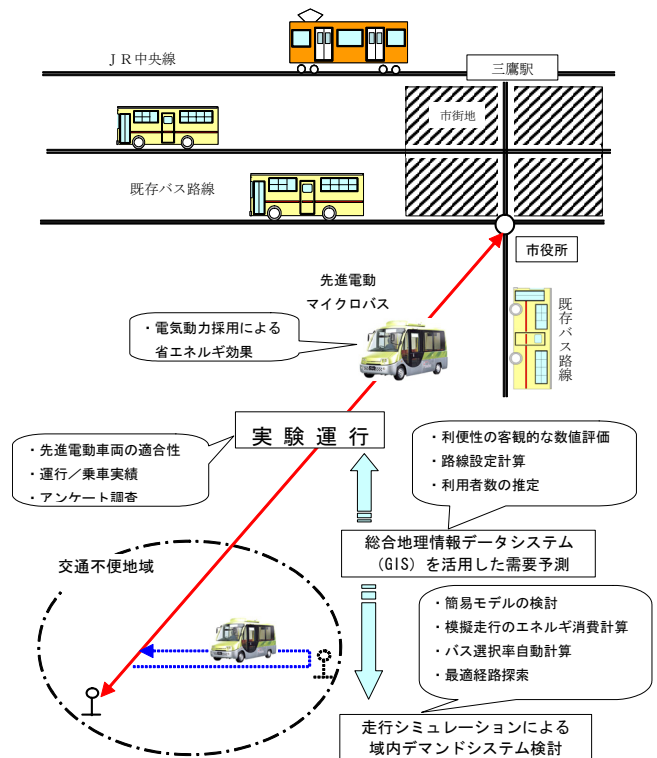 ＪＲ中央線
三鷹駅
市街地
既存バス路線
市役所
先進電動
マイクロバス
既存バス路線
・電気動力採用による
省エネルギ効果
実験運行
・先進電動車両の適合性
・運行／乗車実績
・アンケート調査
・利便性の客観的な数値評価
・路線設定計算
・利用者数の推定
総合地理情報データシステム
(GIS) を活用した需要予測
交通不便地域
・簡易モデルの検討
・模擬走行のエネルギ消費計算
・バス選択率自動計算
・最適経路探索
走行シミュレーションによる
域内デマンドシステム検討